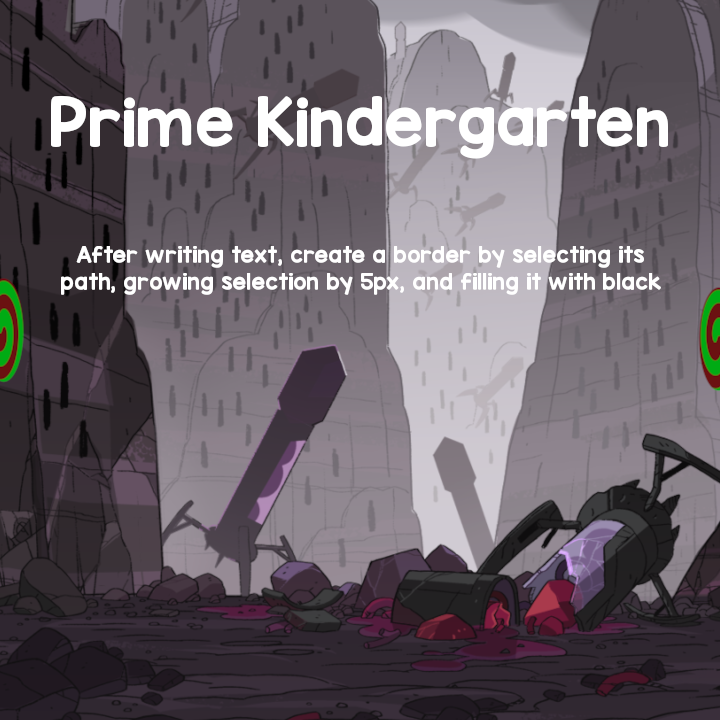 Prime Kindergarten
After writing text, create a border by selecting its
path, growing selection by 5px, and filling it with black